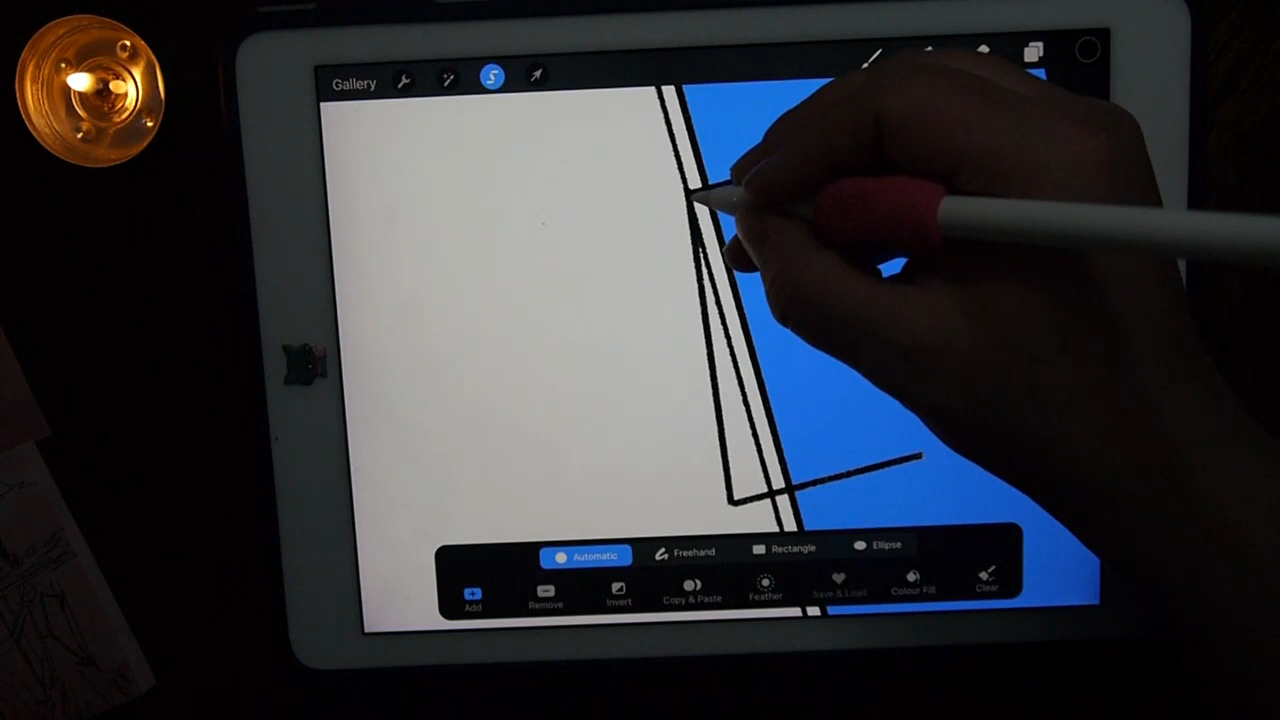 Gallery
Automatic Freehand Rectangle Ellipse
Add Remove Invert Copy & Paste Feather Save & Load Colour Fill Clear